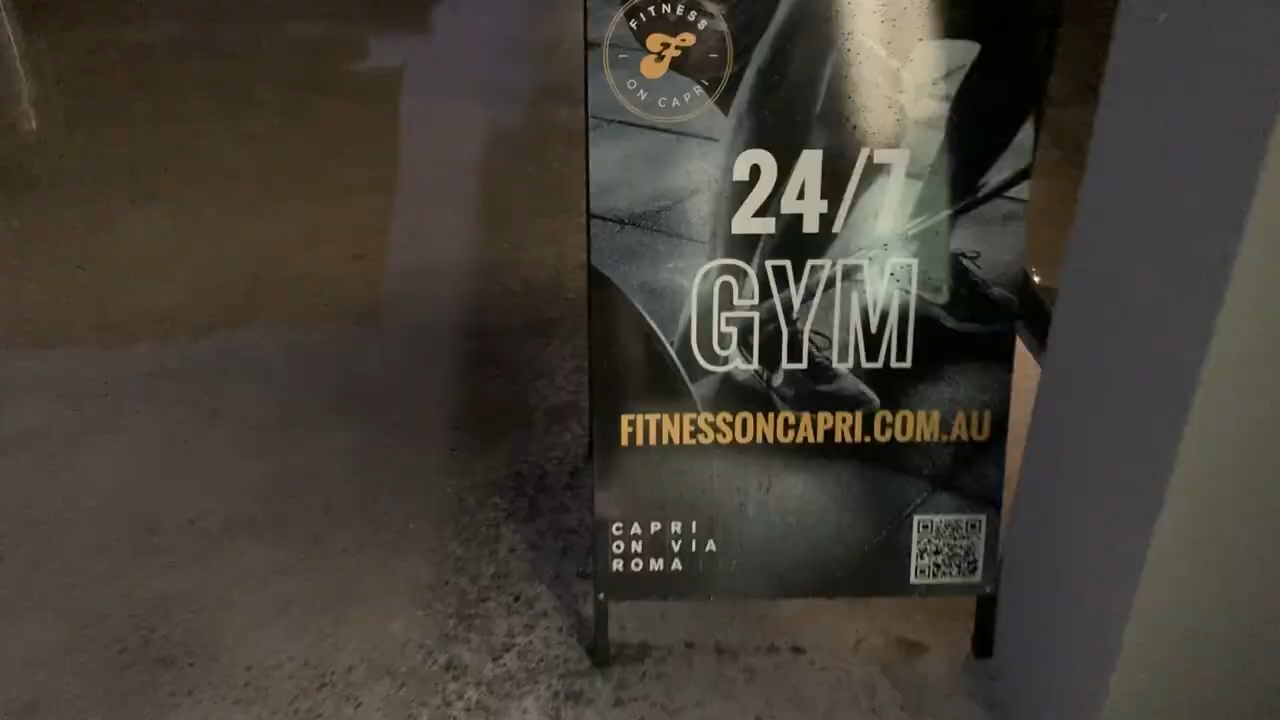 FITNESS
F
ON CAPRI
24/7
GYM
FITNESSONCAPRI.COM.AU
CAPRI
ON VIA
ROMA